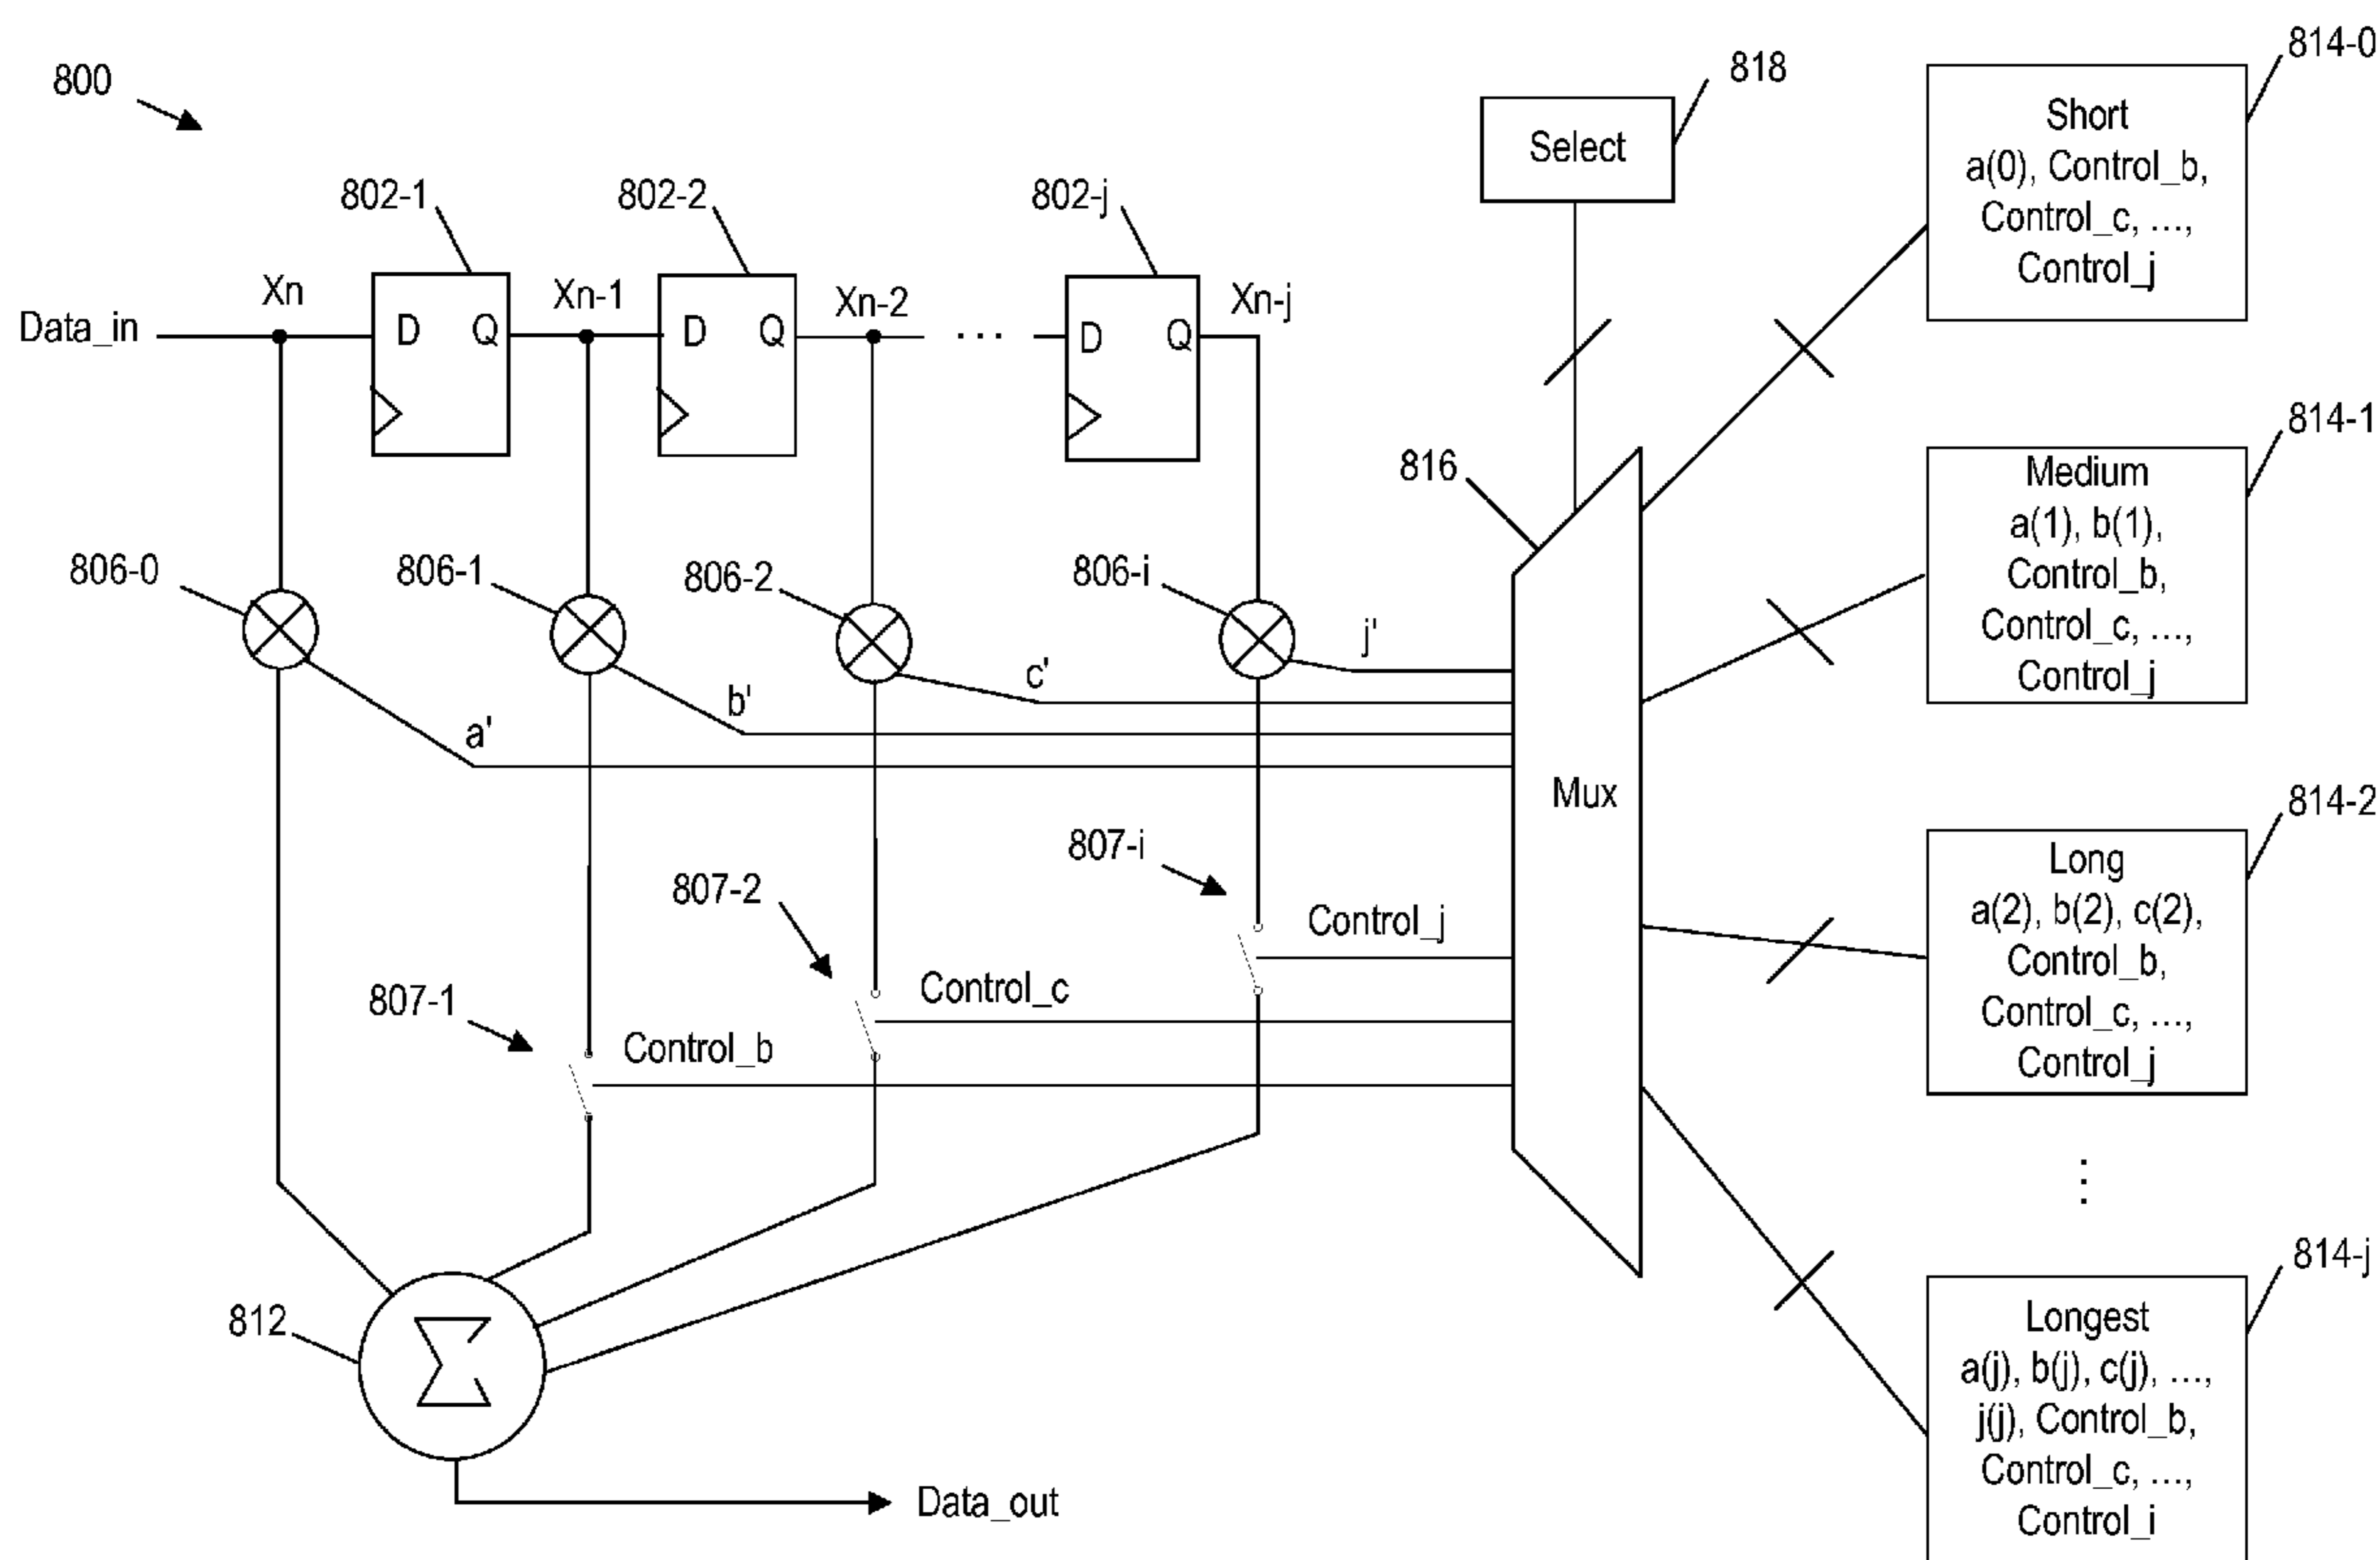 800
802-1
802-2
802-j
818
814-0
Select
Short
a(0), Control_b,
Control_c, ...,
Control_j
Data_in
Xn
Xn-1
Xn-2
...
Xn-j
D Q
D Q
D Q
816
814-1
Medium
a(1), b(1),
Control_b,
Control_c, ...,
Control_j
806-0
806-1
806-2
806-i
a'
b'
c'
j'
Mux
814-2
Long
a(2), b(2), c(2),
Control_b,
Control_c, ...,
Control_j
807-1
807-2
807-i
Control_b
Control_c
Control_j
812
Σ
Data_out
814-j
Longest
a(j), b(j), c(j), ...,
j(j), Control_b,
Control_c, ...,
Control_i